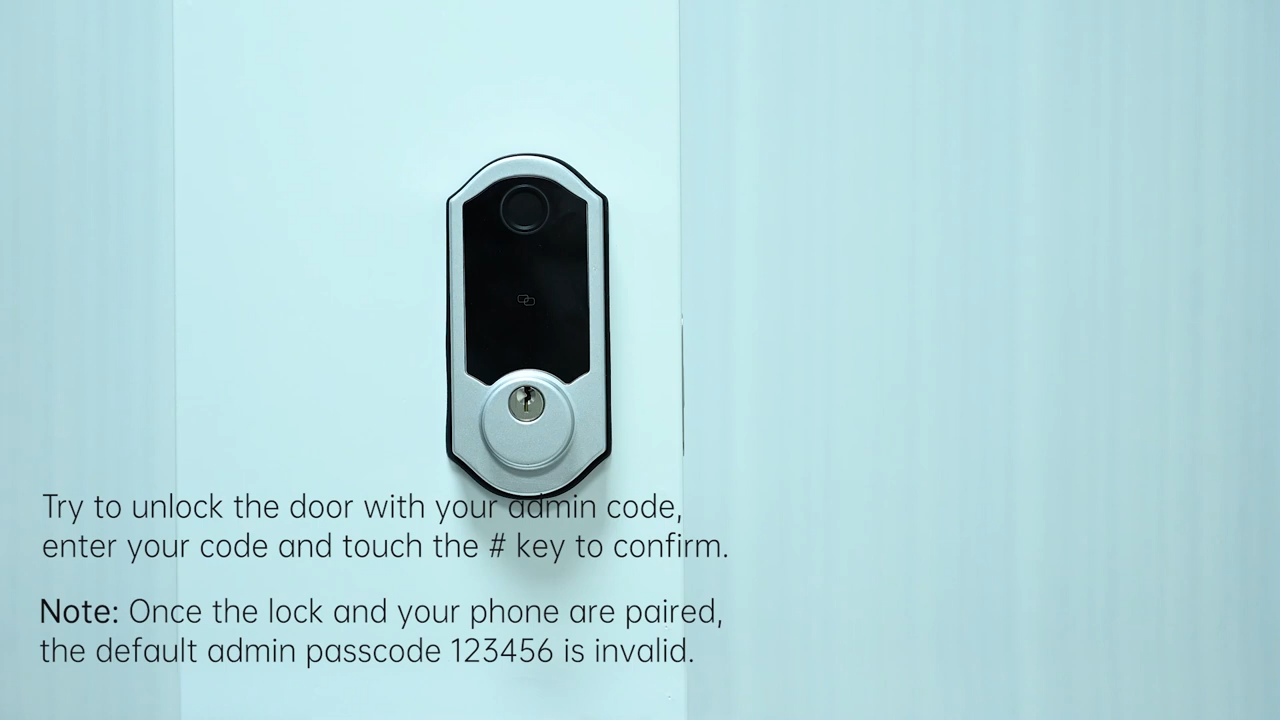 Try to unlock the door with your admin code,
enter your code and touch the # key to confirm.
Note: Once the lock and your phone are paired,
the default admin passcode 123456 is invalid.